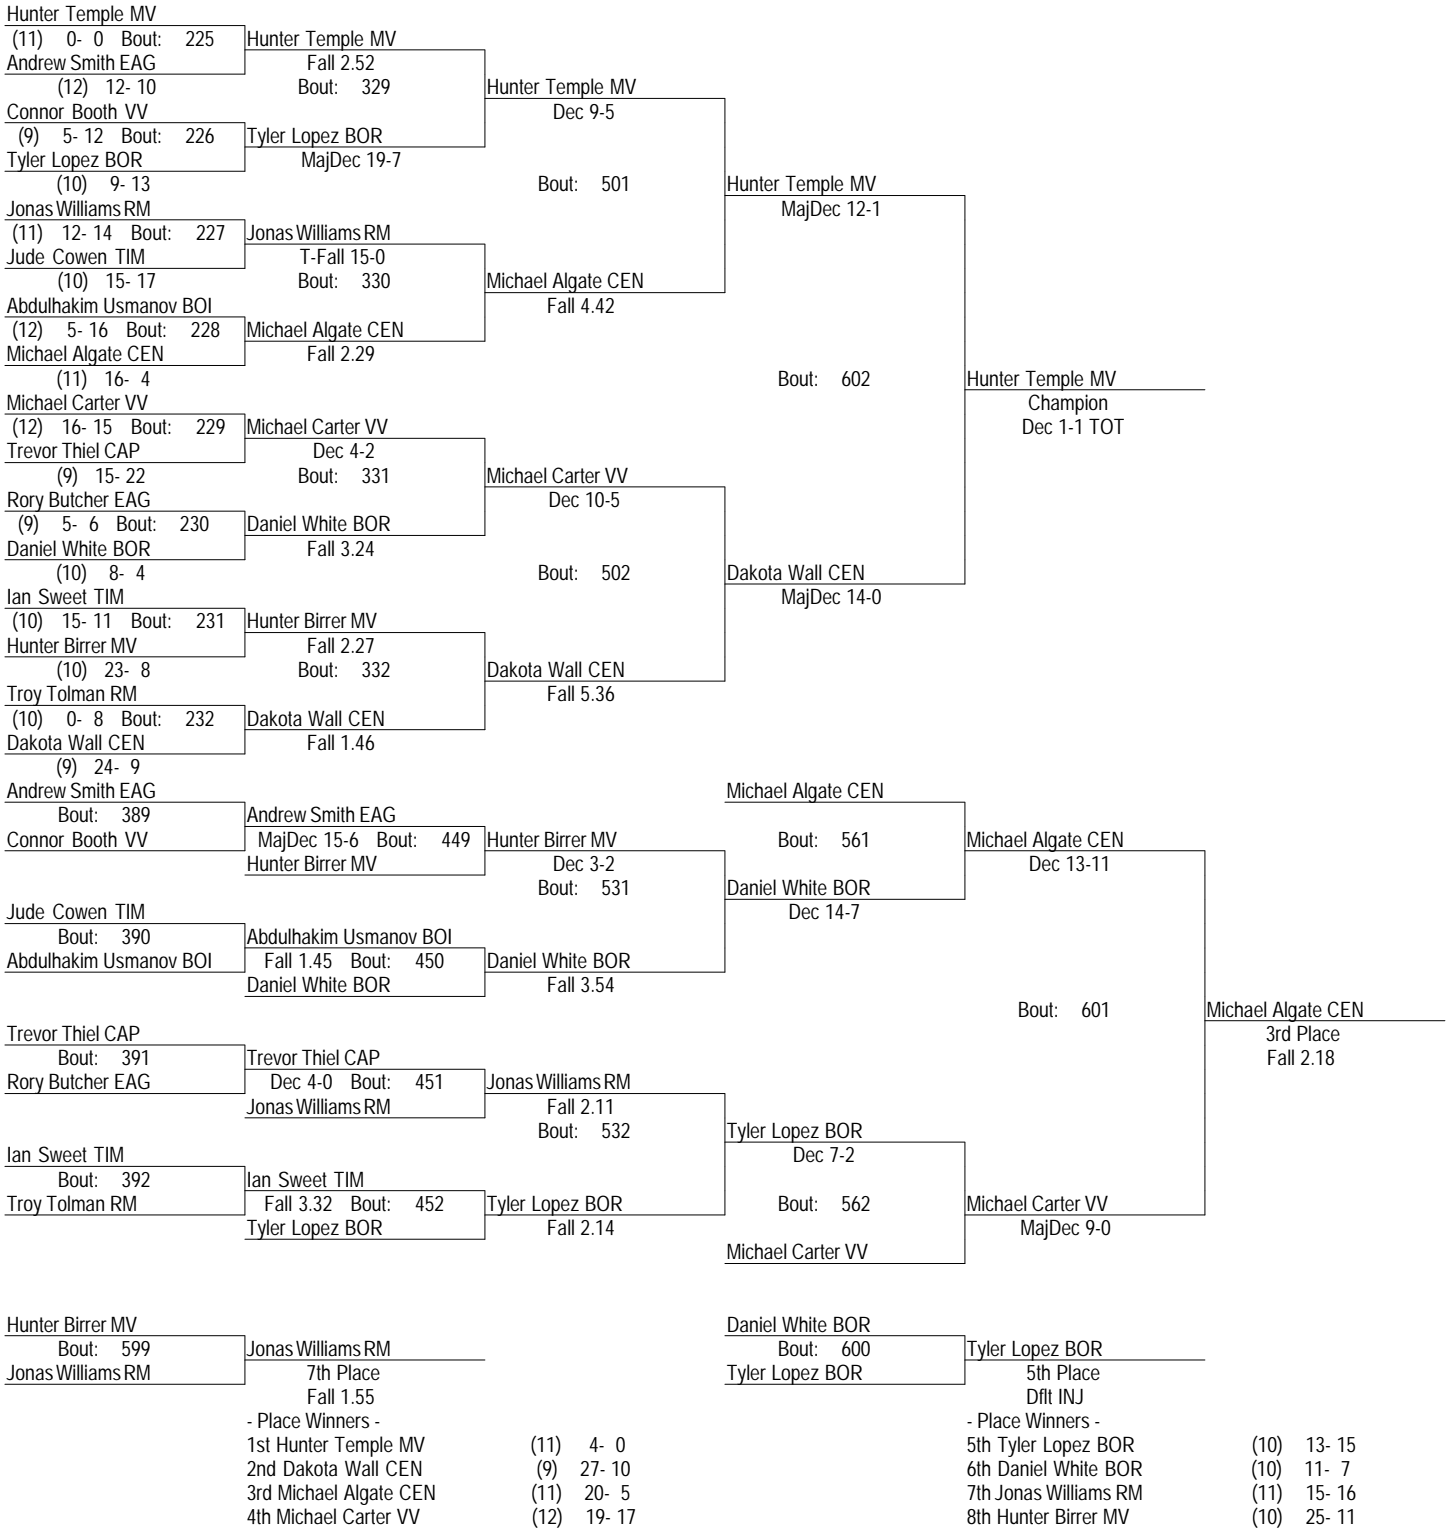 Hunter Temple MV
(11) 0- 0 Bout: 225 Hunter Temple MV
Andrew Smith EAG Fall 2.52
(12) 12- 10 Bout: 329 Hunter Temple MV
Connor Booth VV Dec 9-5
(9) 5- 12 Bout: 226 Tyler Lopez BOR
Tyler Lopez BOR MajDec 19-7
(10) 9- 13 Bout: 501 Hunter Temple MV
Jonas Williams RM MajDec 12-1
(11) 12- 14 Bout: 227 Jonas Williams RM
Jude Cowen TIM T-Fall 15-0
(10) 15- 17 Bout: 330 Michael Algate CEN
Abdulhakim Usmanov BOI Fall 4.42
(12) 5- 16 Bout: 228 Michael Algate CEN
Michael Algate CEN Fall 2.29
(11) 16- 4 Bout: 602 Hunter Temple MV
Michael Carter VV Champion
(12) 16- 15 Bout: 229 Michael Carter VV Dec 1-1 TOT
Trevor Thiel CAP Dec 4-2
(9) 15- 22 Bout: 331 Michael Carter VV
Rory Butcher EAG Dec 10-5
(9) 5- 6 Bout: 230 Daniel White BOR
Daniel White BOR Fall 3.24
(10) 8- 4 Bout: 502 Dakota Wall CEN
Ian Sweet TIM MajDec 14-0
(10) 15- 11 Bout: 231 Hunter Birrer MV
Hunter Birrer MV Fall 2.27
(10) 23- 8 Bout: 332 Dakota Wall CEN
Troy Tolman RM Fall 5.36
(10) 0- 8 Bout: 232 Dakota Wall CEN
Dakota Wall CEN Fall 1.46
(9) 24- 9
Andrew Smith EAG Michael Algate CEN
Bout: 389 Andrew Smith EAG
Connor Booth VV MajDec 15-6 Bout: 449 Hunter Birrer MV Bout: 561 Michael Algate CEN
Hunter Birrer MV Dec 3-2 Dec 13-11
Bout: 531 Daniel White BOR
Jude Cowen TIM Dec 14-7
Bout: 390 Abdulhakim Usmanov BOI
Abdulhakim Usmanov BOI Fall 1.45 Bout: 450 Daniel White BOR
Daniel White BOR Fall 3.54
Bout: 601 Michael Algate CEN
Trevor Thiel CAP 3rd Place
Bout: 391 Trevor Thiel CAP Fall 2.18
Rory Butcher EAG Dec 4-0 Bout: 451 Jonas Williams RM
Jonas Williams RM Fall 2.11
Bout: 532 Tyler Lopez BOR
Ian Sweet TIM Dec 7-2
Bout: 392 Ian Sweet TIM
Troy Tolman RM Fall 3.32 Bout: 452 Tyler Lopez BOR Bout: 562 Michael Carter VV
Tyler Lopez BOR Fall 2.14 MajDec 9-0
Michael Carter VV
Hunter Birrer MV Daniel White BOR
Bout: 599 Jonas Williams RM Bout: 600 Tyler Lopez BOR
Jonas Williams RM 7th Place Tyler Lopez BOR 5th Place
Fall 1.55 Dflt INJ
- Place Winners - - Place Winners -
1st Hunter Temple MV (11) 4- 0 5th Tyler Lopez BOR (10) 13- 15
2nd Dakota Wall CEN (9) 27- 10 6th Daniel White BOR (10) 11- 7
3rd Michael Algate CEN (11) 20- 5 7th Jonas Williams RM (11) 15- 16
4th Michael Carter VV (12) 19- 17 8th Hunter Birrer MV (10) 25- 11